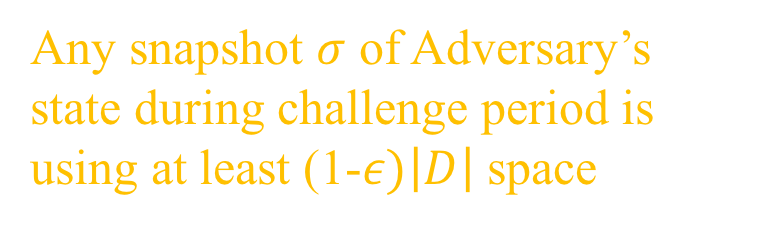 Any snapshot σ of Adversary’s
state during challenge period is
using at least (1-ϵ)|D| space